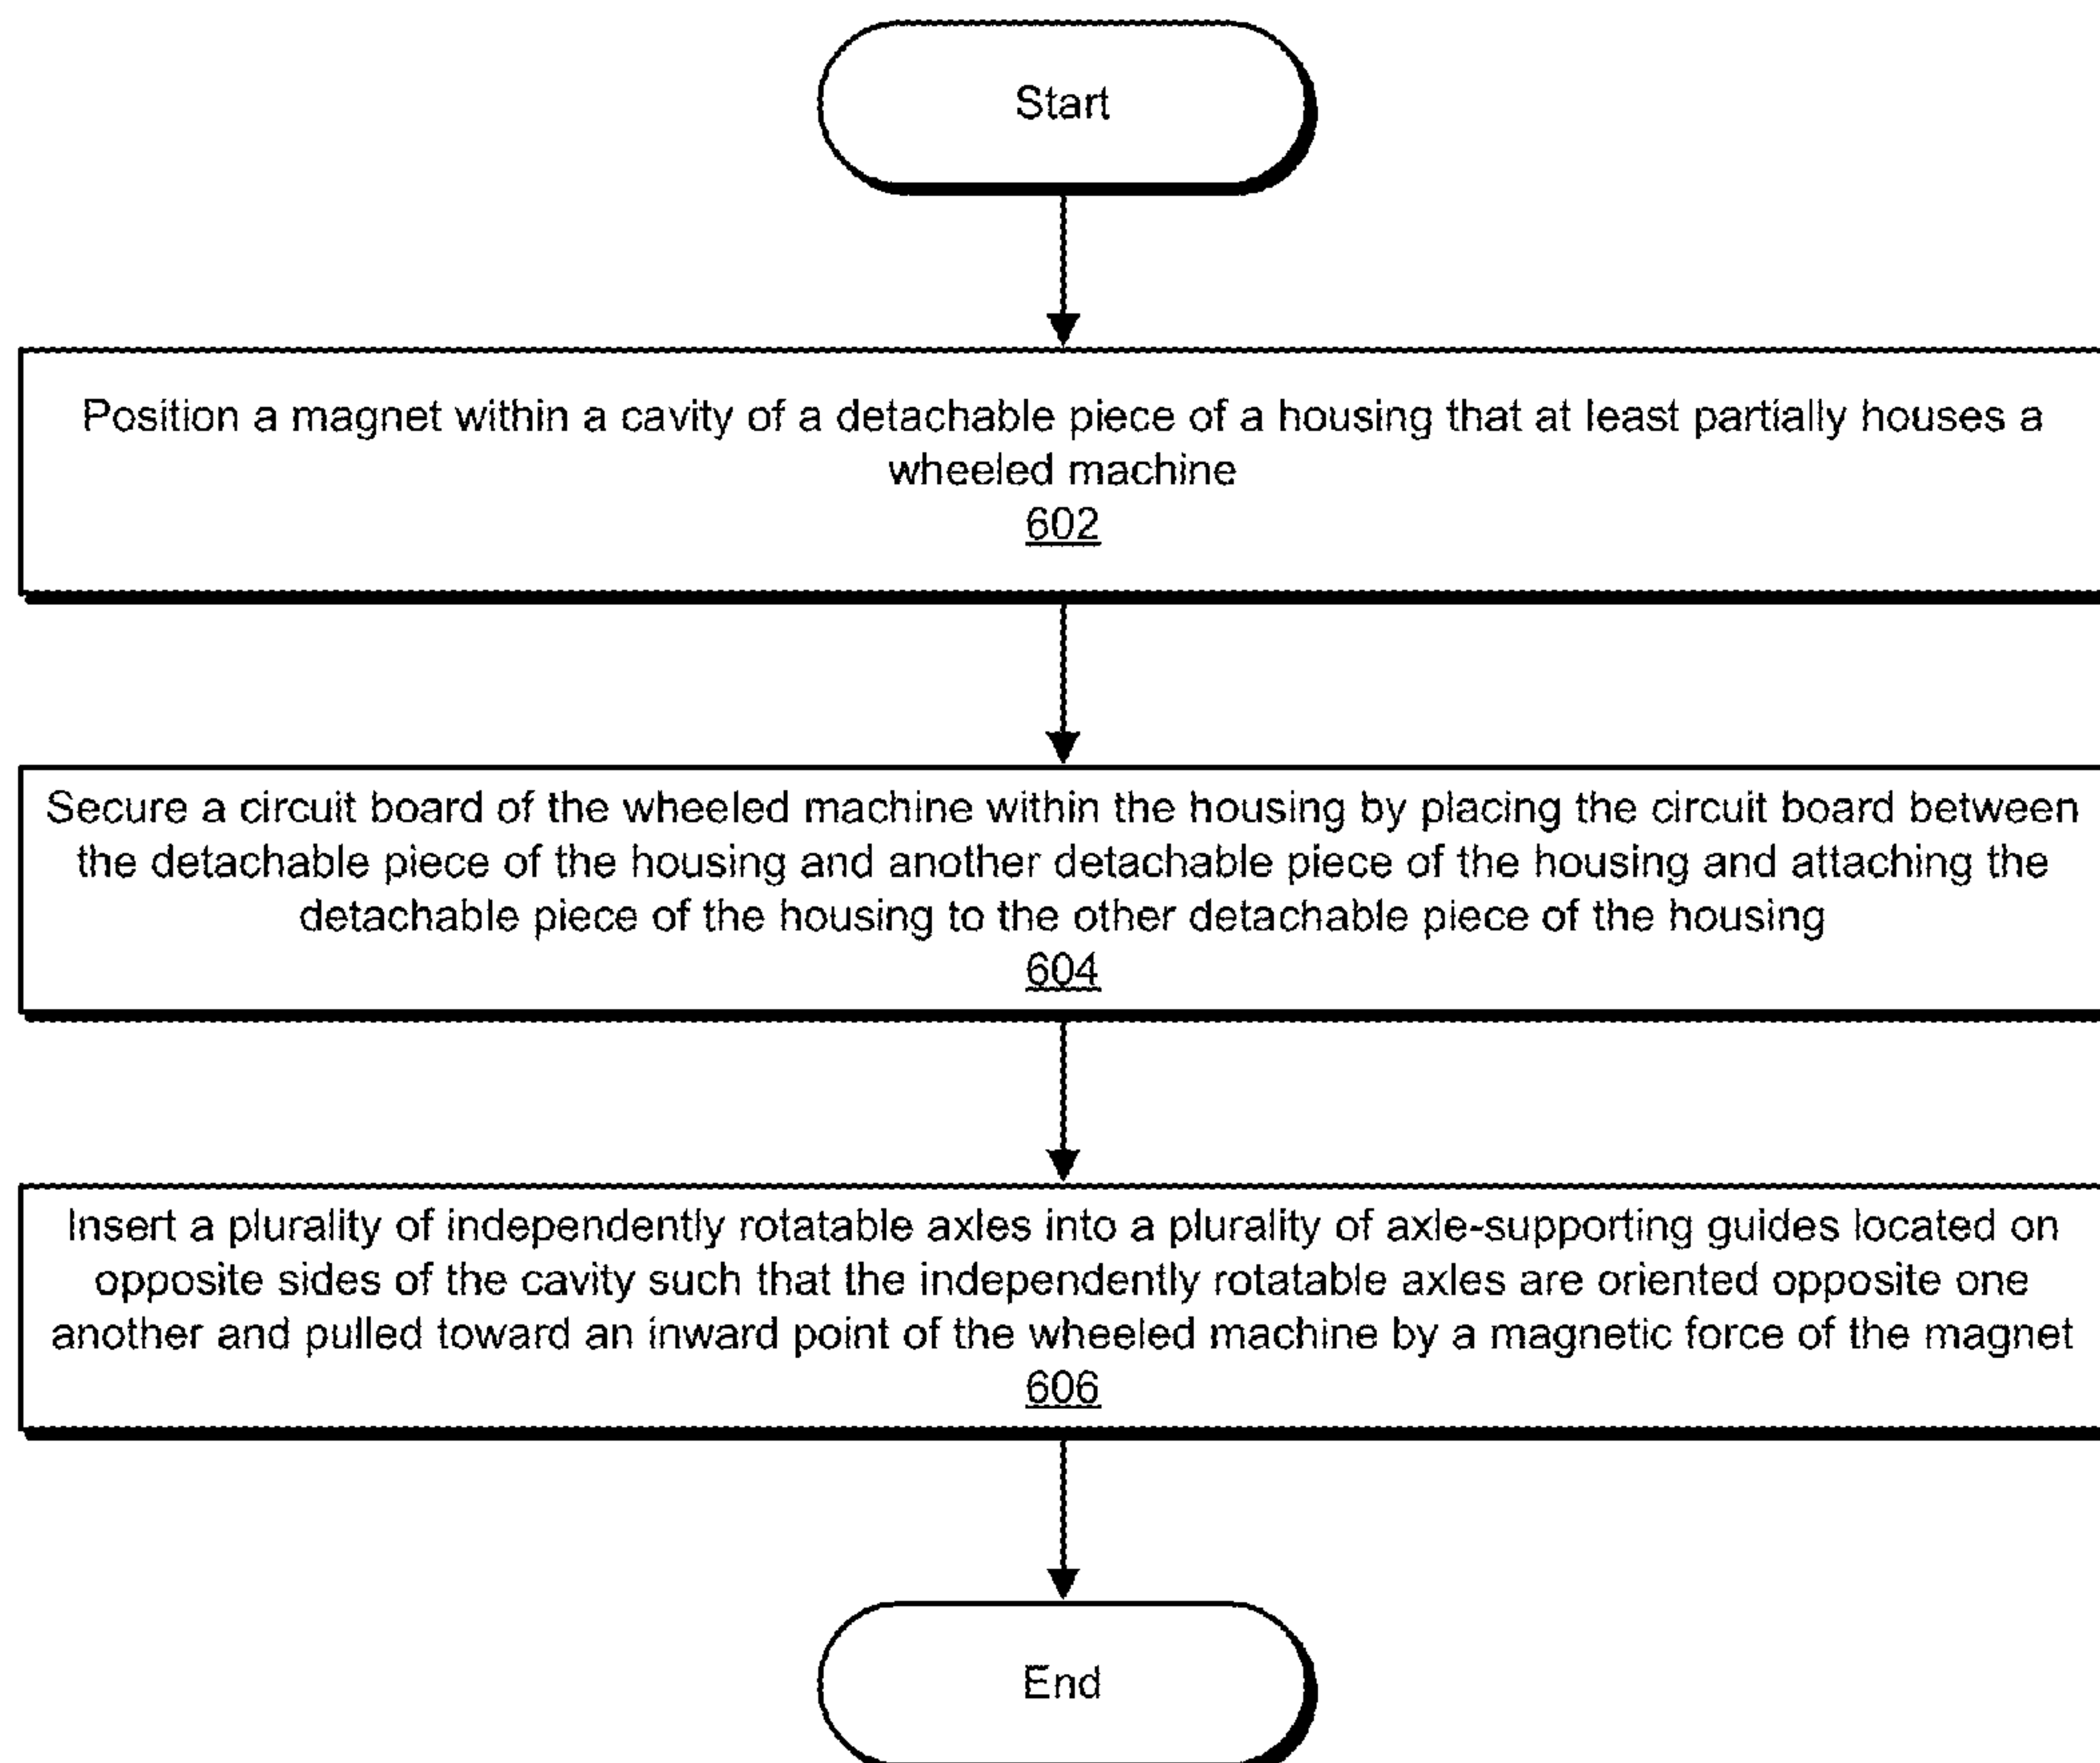 Start
Position a magnet within a cavity of a detachable piece of a housing that at least partially houses a
wheeled machine
602
Secure a circuit board of the wheeled machine within the housing by placing the circuit board between
the detachable piece of the housing and another detachable piece of the housing and attaching the
detachable piece of the housing to the other detachable piece of the housing
604
Insert a plurality of independently rotatable axles into a plurality of axle-supporting guides located on
opposite sides of the cavity such that the independently rotatable axles are oriented opposite one
another and pulled toward an inward point of the wheeled machine by a magnetic force of the magnet
606
End